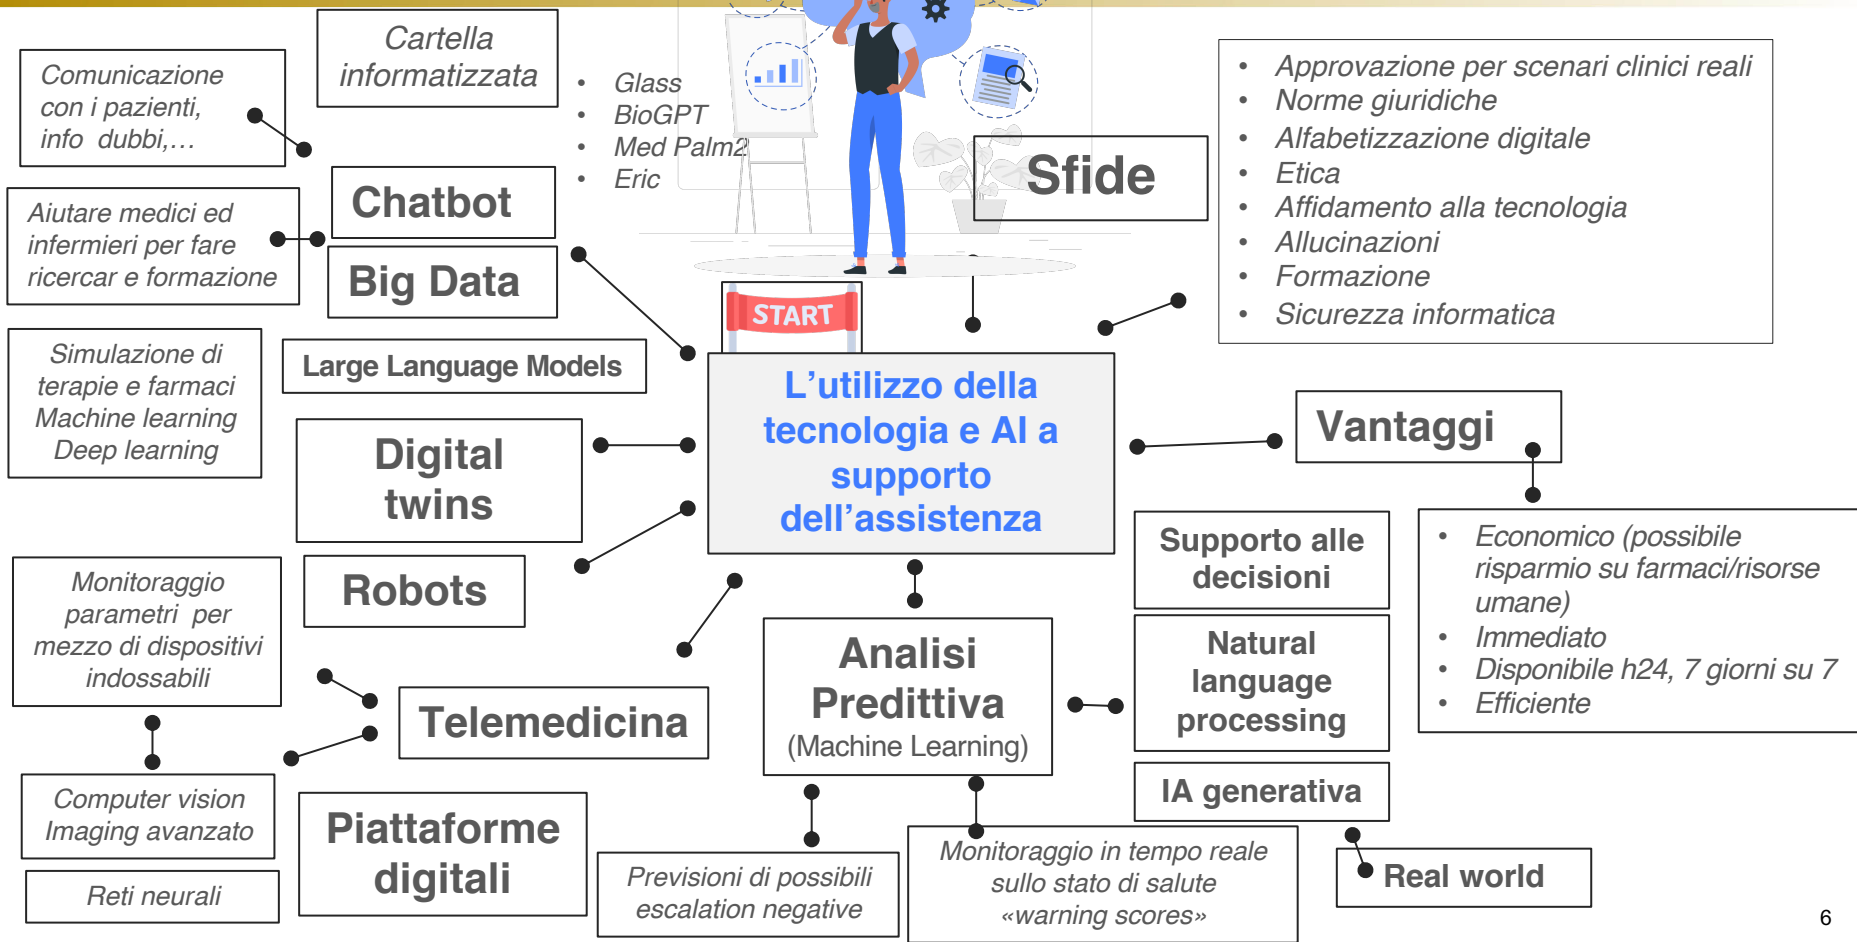 Cartella
informatizzata
Comunicazione
con i pazienti,
info dubbi,...
• Glass
• BioGPT
• Med Palm2
• Eric
Sfide
• Approvazione per scenari clinici reali
• Norme giuridiche
• Alfabetizzazione digitale
• Etica
• Affidamento alla tecnologia
• Allucinazioni
• Formazione
• Sicurezza informatica
Chatbot
Aiutare medici ed
infermieri per fare
ricercar e formazione
Big Data
START
Simulazione di
terapie e farmaci
Machine learning
Deep learning
Large Language Models
L’utilizzo della
tecnologia e AI a
supporto
dell’assistenza
Vantaggi
Digital
twins
Robots
Supporto alle
decisioni
• Economico (possibile
risparmio su farmaci/risorse
umane)
• Immediato
• Disponibile h24, 7 giorni su 7
• Efficiente
Monitoraggio
parametri per
mezzo di dispositivi
indossabili
Analisi
Predittiva
(Machine Learning)
Natural
language
processing
Telemedicina
IA generativa
Computer vision
Imaging avanzato
Piattaforme
digitali
Reti neurali
Previsioni di possibili
escalation negative
Monitoraggio in tempo reale
sullo stato di salute
«warning scores»
Real world
6